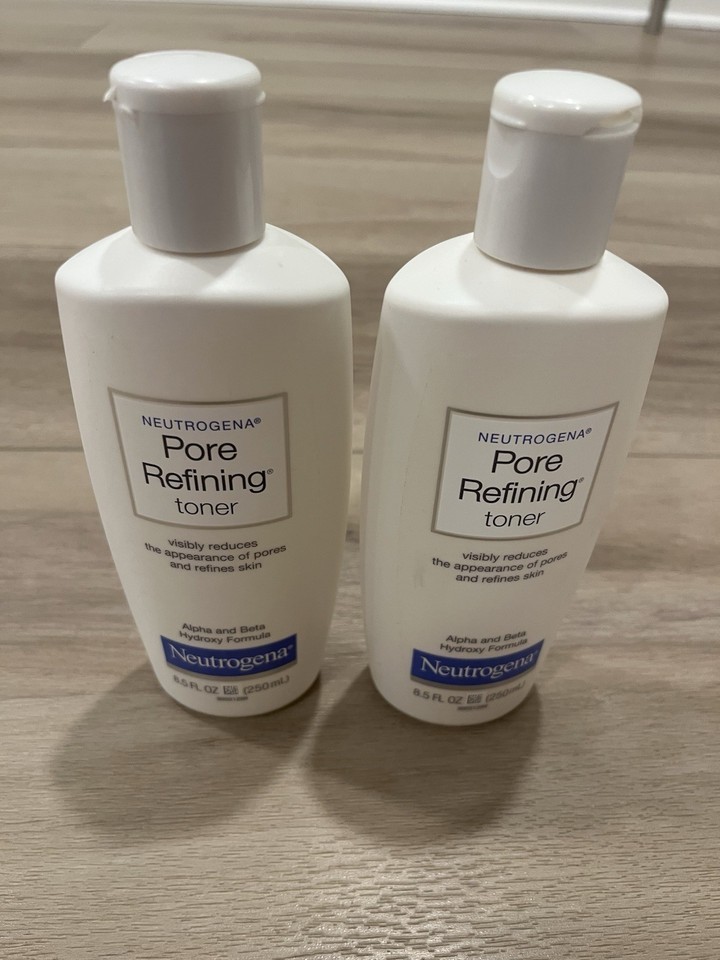 NEUTROGENA®
Pore
Refining®
toner
visibly reduces
the appearance of pores
and refines skin
Alpha and Beta
Hydroxy Formula
Neutrogena®
8.5 FL OZ (250mL)
NEUTROGENA®
Pore
Refining®
toner
visibly reduces
the appearance of pores
and refines skin
Alpha and Beta
Hydroxy Formula
Neutrogena®
8.5 FL OZ (250mL)